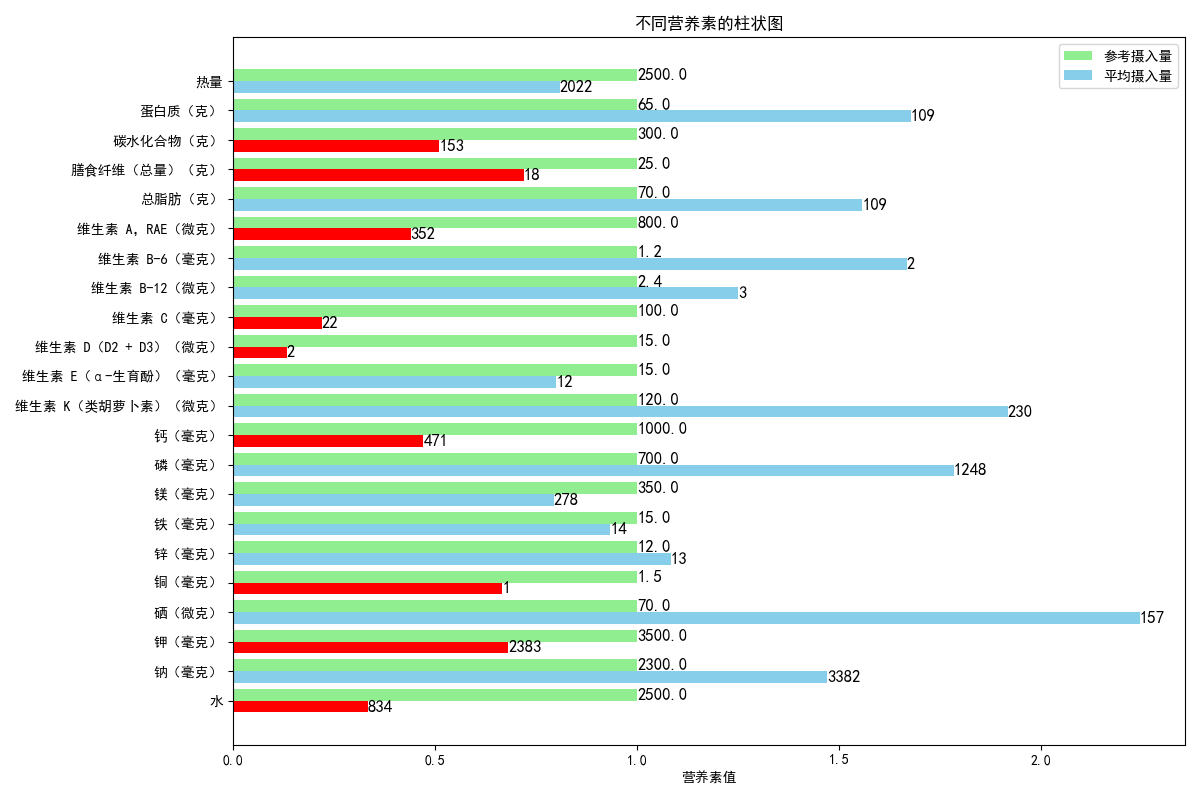 不同营养素的柱状图
参考摄入量
平均摄入量
热量 2500.0
2022
蛋白质（克） 65.0
109
碳水化合物（克） 300.0
153
膳食纤维（总量）（克） 25.0
18
总脂肪（克） 70.0
109
维生素 A，RAE（微克） 800.0
352
维生素 B-6（毫克） 1.2
2
维生素 B-12（微克） 2.4
3
维生素 C（毫克） 100.0
22
维生素 D（D2 + D3）（微克） 15.0
2
维生素 E（α-生育酚）（毫克） 15.0
12
维生素 K（类胡萝卜素）（微克） 120.0
230
钙（毫克） 1000.0
471
磷（毫克） 700.0
1248
镁（毫克） 350.0
278
铁（毫克） 15.0
14
锌（毫克） 12.0
13
铜（毫克） 1.5
1
硒（微克） 70.0
157
钾（毫克） 3500.0
2383
钠（毫克） 2300.0
3382
水 2500.0
834
0.0 0.5 1.0 1.5 2.0
营养素值